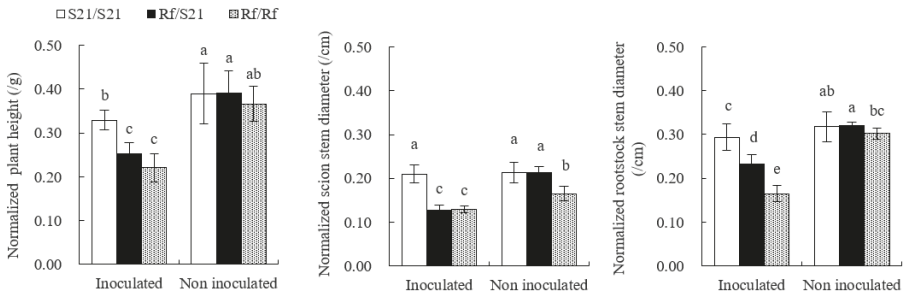 S21/S21 Rf/S21 Rf/Rf
Normalized plant height (/g)
0.50
0.40
0.30
0.20
0.10
0.00
b c c a a ab
Inoculated Non inoculated
Normalized scion stem diameter (/cm)
0.50
0.40
0.30
0.20
0.10
0.00
a c c a a b
Inoculated Non inoculated
Normalized rootstock stem diameter
(/cm)
0.50
0.40
0.30
0.20
0.10
0.00
c d e ab a bc
Inoculated Non inoculated